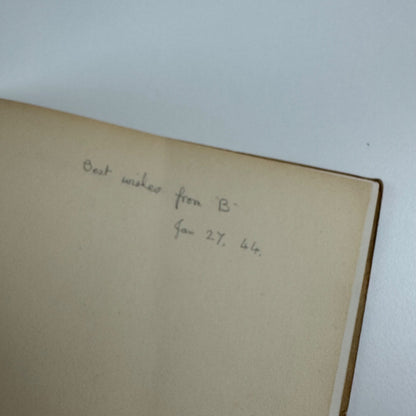 Best wishes from "B"
Jan 27. 44.